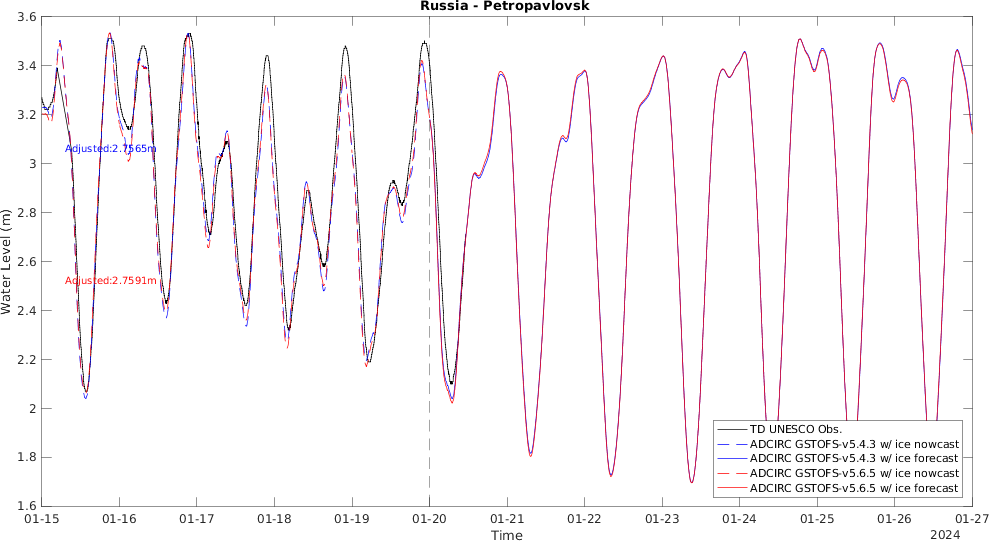 Russia - Petropavlovsk
3.6
3.4
3.2
3
2.8
2.6
2.4
2.2
2
1.8
1.6
Water Level (m)
Adjusted:2.7565m
Adjusted:2.7591m
TD UNESCO Obs.
ADCIRC GSTOFS-v5.4.3 w/ ice nowcast
ADCIRC GSTOFS-v5.4.3 w/ ice forecast
ADCIRC GSTOFS-v5.6.5 w/ ice nowcast
ADCIRC GSTOFS-v5.6.5 w/ ice forecast
01-15 01-16 01-17 01-18 01-19 01-20 01-21 01-22 01-23 01-24 01-25 01-26 01-27
Time
2024